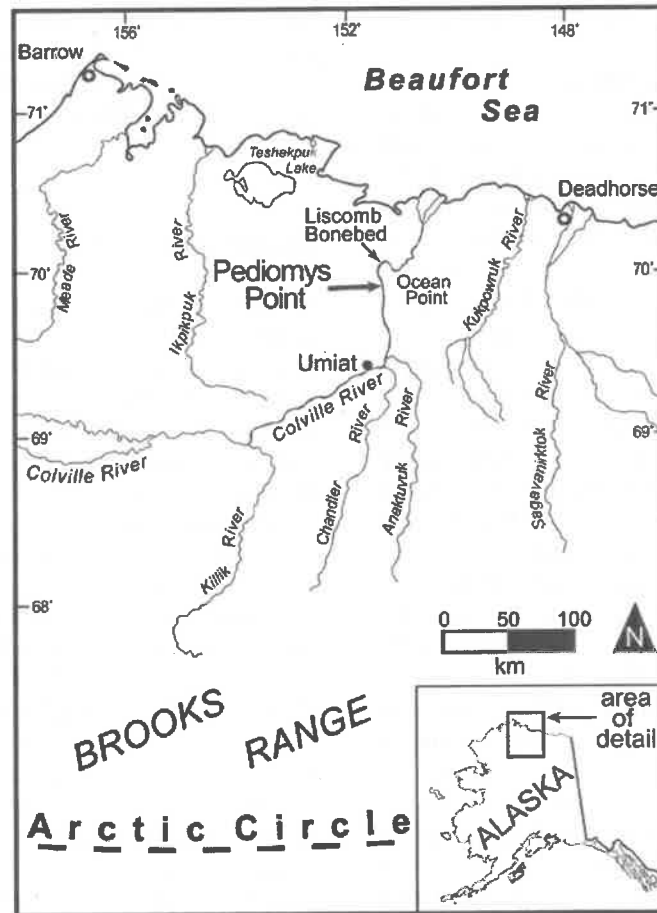 156°
152°
148°
Barrow
Beaufort
Sea
71°
71°
Teshekpuk
Lake
Deadhorse
Liscomb
Bonebed
Meade River
Ikpikpuk River
Kukpowruk River
70°
70°
Pediomys
Point
Ocean
Point
Umiat
Colville River
69°
69°
Colville River
Chandler River
Anaktuvuk River
Sagavanirktok River
Killik River
68°
0 50 100
km
N
BROOKS RANGE
area
of
detail
ALASKA
Arctic Circle